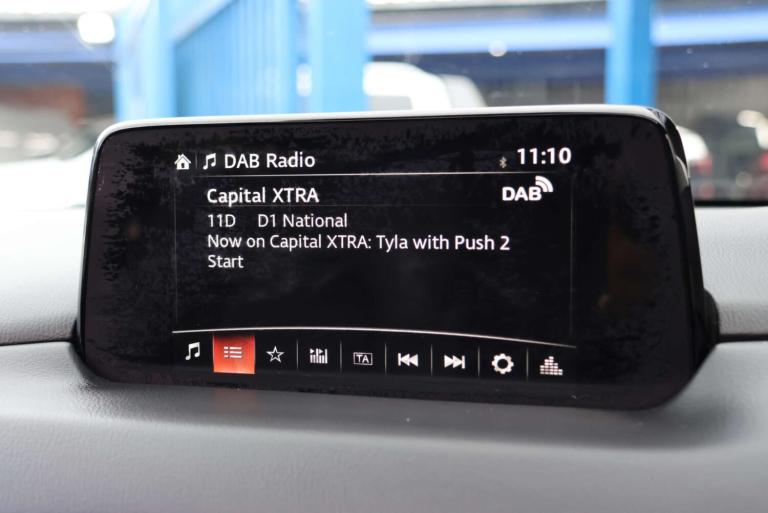 DAB Radio 11:10
Capital XTRA DAB
11D D1 National
Now on Capital XTRA: Tyla with Push 2
Start
TA